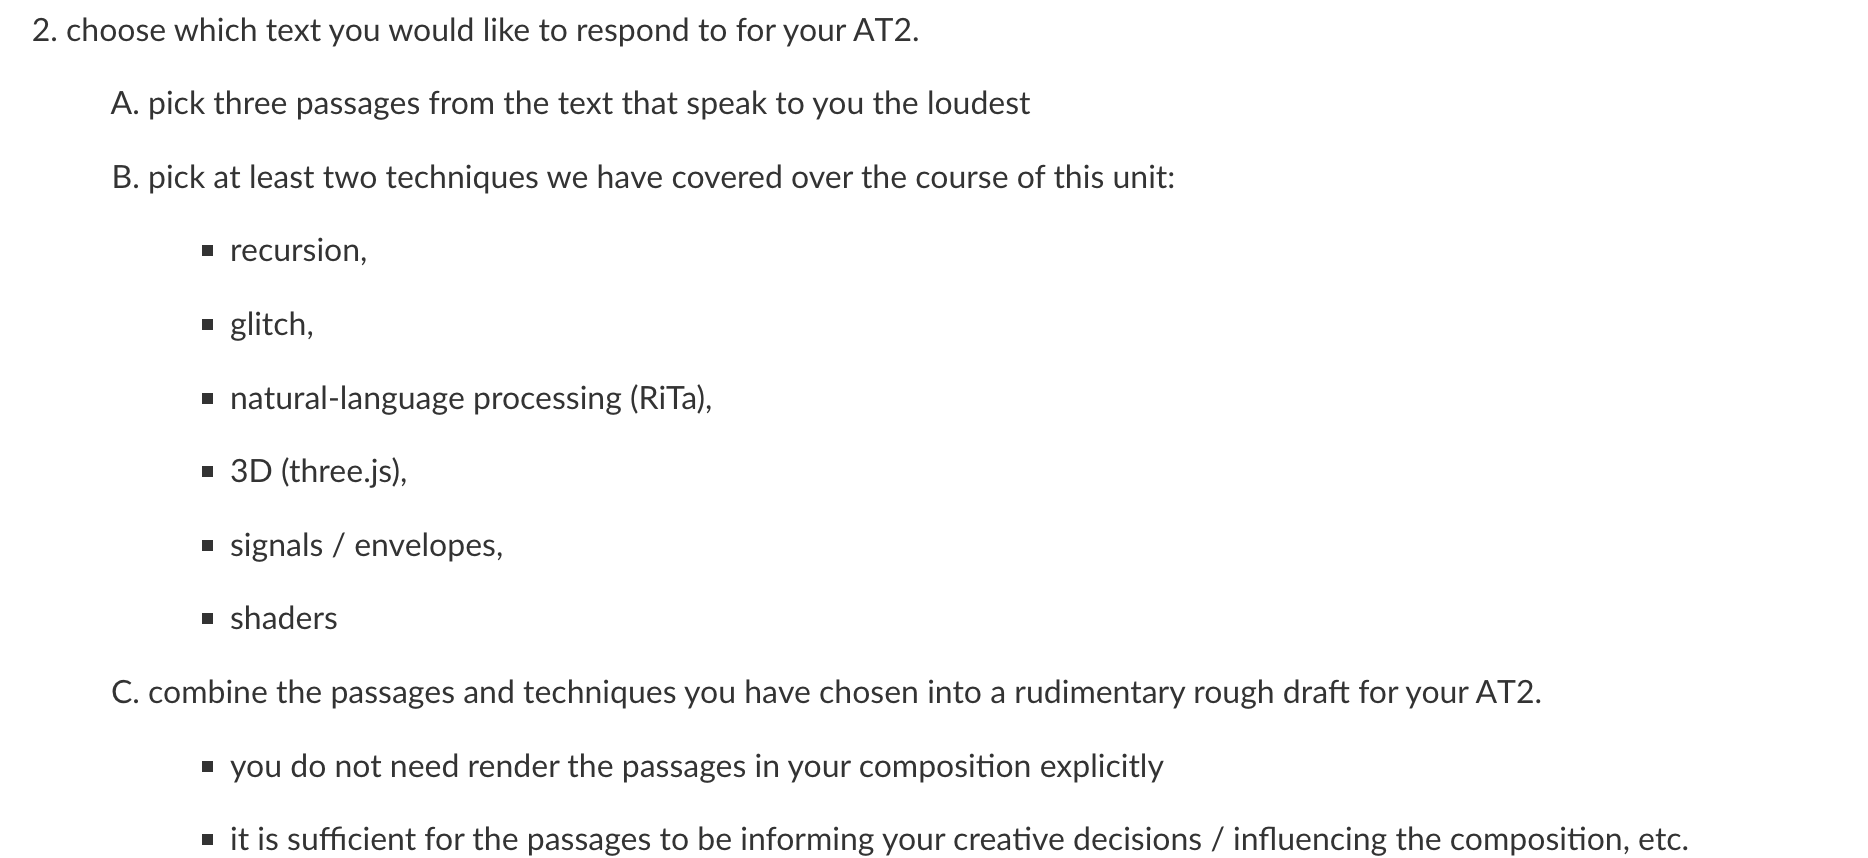 2. choose which text you would like to respond to for your AT2.
A. pick three passages from the text that speak to you the loudest
B. pick at least two techniques we have covered over the course of this unit:
▪ recursion,
▪ glitch,
▪ natural-language processing (RiTa),
▪ 3D (three.js),
▪ signals / envelopes,
▪ shaders
C. combine the passages and techniques you have chosen into a rudimentary rough draft for your AT2.
▪ you do not need render the passages in your composition explicitly
▪ it is sufficient for the passages to be informing your creative decisions / influencing the composition, etc.